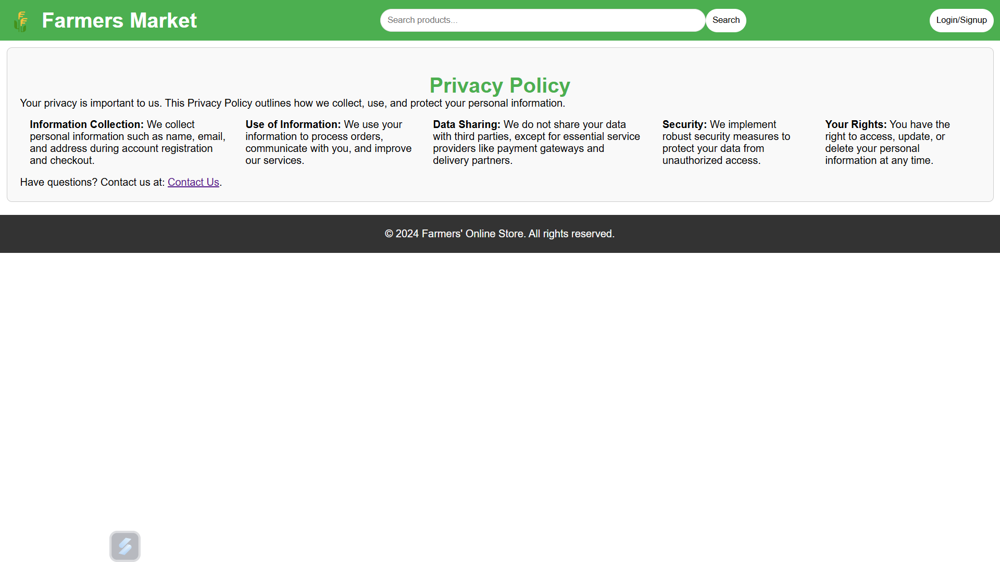 Farmers Market
Search products...
Search
Login/Signup
Privacy Policy
Your privacy is important to us. This Privacy Policy outlines how we collect, use, and protect your personal information.
Information Collection: We collect
personal information such as name, email,
and address during account registration
and checkout.
Use of Information: We use your
information to process orders,
communicate with you, and improve
our services.
Data Sharing: We do not share your data
with third parties, except for essential service
providers like payment gateways and
delivery partners.
Security: We implement
robust security measures to
protect your data from
unauthorized access.
Your Rights: You have the
right to access, update, or
delete your personal
information at any time.
Have questions? Contact us at: Contact Us.
© 2024 Farmers' Online Store. All rights reserved.